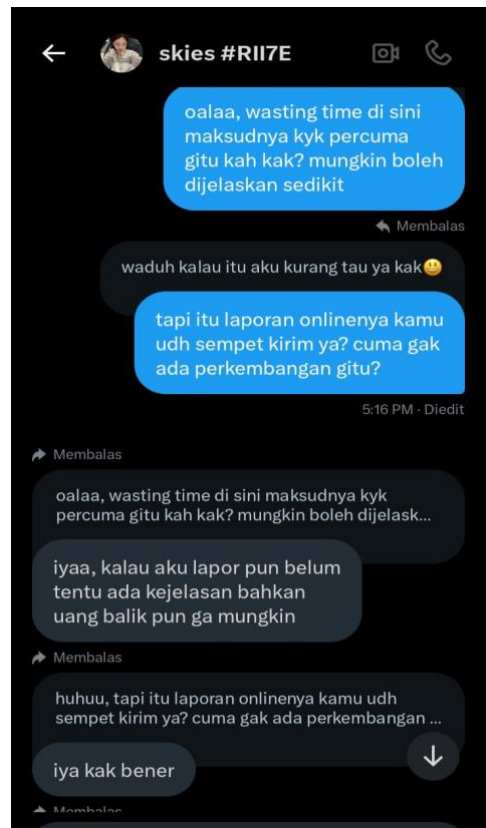 skies #RII7E
oalaa, wasting time di sini
maksudnya kyk percuma
gitu kah kak? mungkin boleh
dijelaskan sedikit
Membalas
waduh kalau itu aku kurang tau ya kak😃
tapi itu laporan onlinenya kamu
udh sempet kirim ya? cuma gak
ada perkembangan gitu?
5:16 PM · Diedit
Membalas
oalaa, wasting time di sini maksudnya kyk
percuma gitu kah kak? mungkin boleh dijelask...
iyaa, kalau aku lapor pun belum
tentu ada kejelasan bahkan
uang balik pun ga mungkin
Membalas
huhuu, tapi itu laporan onlinenya kamu udh
sempet kirim ya? cuma gak ada perkembangan ...
iya kak bener
Membalas